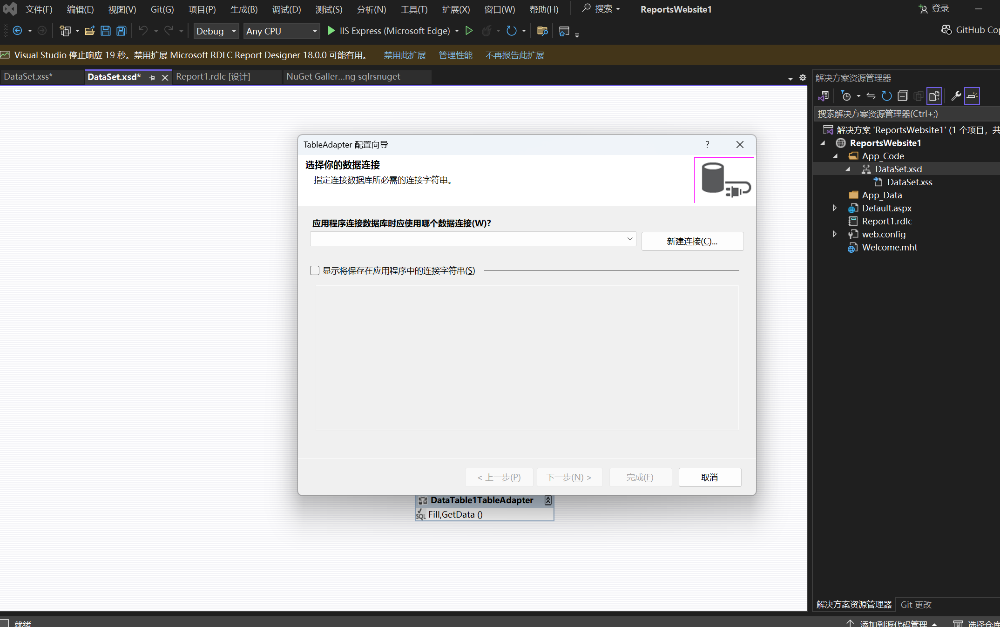 文件(F) 编辑(E) 视图(V) Git(G) 项目(P) 生成(B) 调试(D) 测试(S) 分析(N) 工具(T) 扩展(X) 窗口(W) 帮助(H) 搜索 ReportsWebsite1 登录
Debug Any CPU IIS Express (Microsoft Edge) GitHub Cop
Visual Studio 停止响应 19 秒。禁用扩展 Microsoft RDLC Report Designer 18.0.0 可能有用。 禁用此扩展 管理性能 不再报告此扩展
DataSet.xss* DataSet.xsd* Report1.rdlc [设计] NuGet Galler...ng sqlrsnuget
解决方案资源管理器
搜索解决方案资源管理器(Ctrl+;)
解决方案 'ReportsWebsite1' (1 个项目，共
ReportsWebsite1
App_Code
DataSet.xsd
DataSet.xss
App_Data
Default.aspx
Report1.rdlc
web.config
Welcome.mht
TableAdapter 配置向导 ?
选择你的数据连接
指定连接数据库所必需的连接字符串。
应用程序连接数据库时应使用哪个数据连接(W)?
新建连接(C)...
显示将保存在应用程序中的连接字符串(S)
< 上一步(P) 下一步(N) > 完成(F) 取消
DataTable1TableAdapter
SQL Fill,GetData ()
解决方案资源管理器 Git 更改
就绪 添加到源代码管理 选择仓库